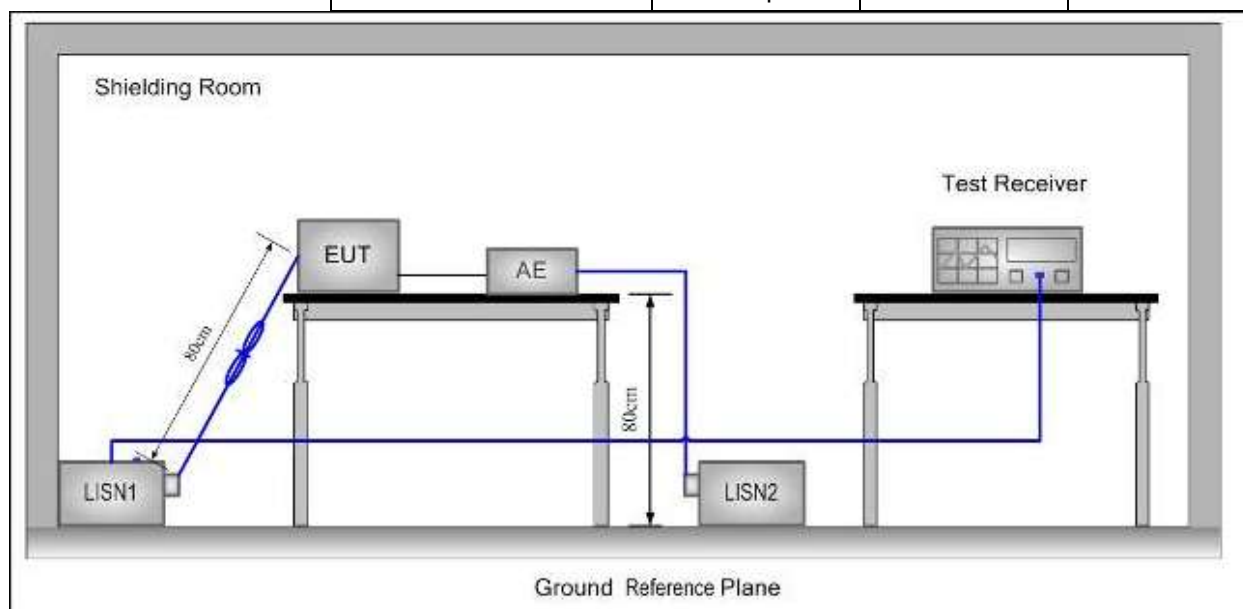 Shielding Room
Test Receiver
EUT
AE
80cm
80cm
LISN1
LISN2
Ground Reference Plane